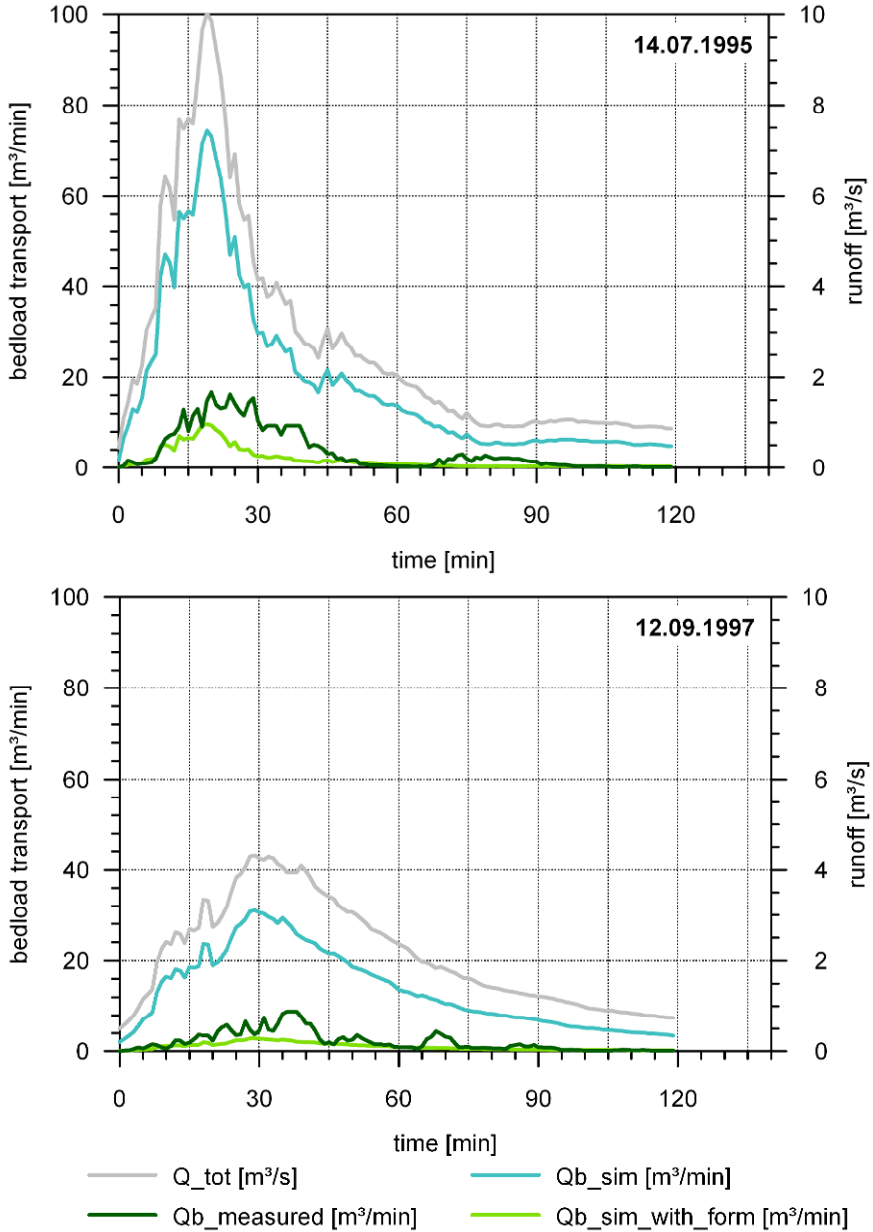 100
80
60
40
20
0
bedload transport [m³/min]
14.07.1995
10
8
6
4
2
0
runoff [m³/s]
0 30 60 90 120
time [min]
100
80
60
40
20
0
bedload transport [m³/min]
12.09.1997
10
8
6
4
2
0
runoff [m³/s]
0 30 60 90 120
time [min]
Q_tot [m³/s] Qb_sim [m³/min]
Qb_measured [m³/min] Qb_sim_with_form [m³/min]